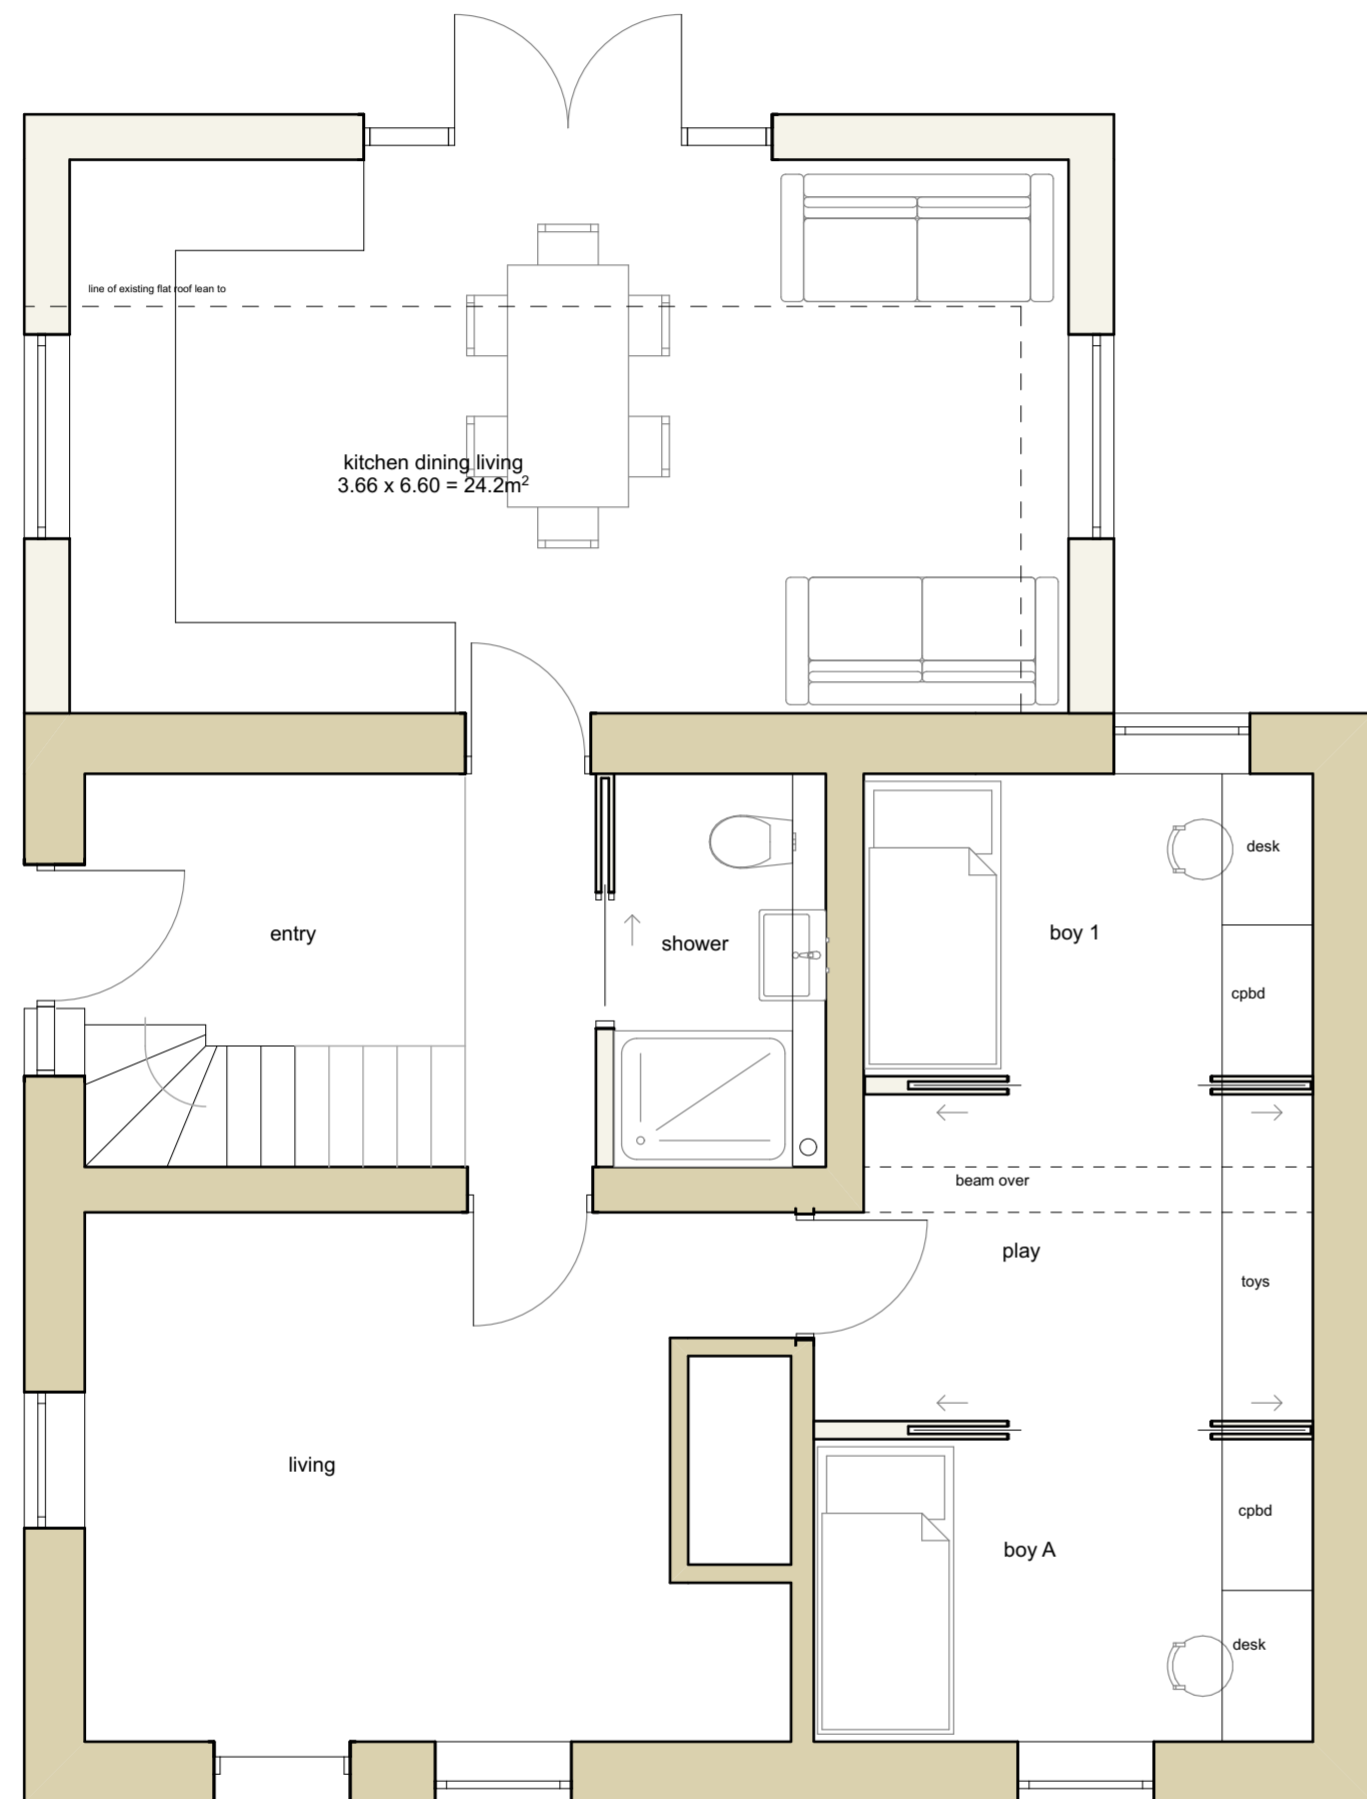 line of existing flat roof lean to
kitchen dining living
3.66 x 6.60 = 24.2m²
entry
shower
boy 1
desk
cpbd
beam over
play
toys
living
boy A
cpbd
desk